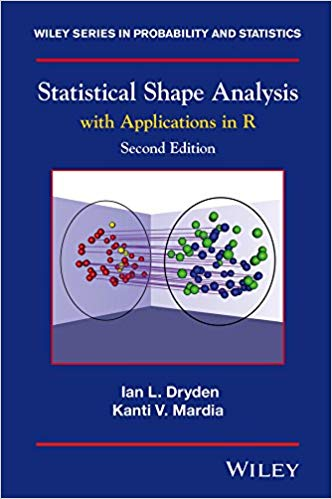 WILEY SERIES IN PROBABILITY AND STATISTICS
Statistical Shape Analysis
with Applications in R
Second Edition
Ian L. Dryden
Kanti V. Mardia
WILEY